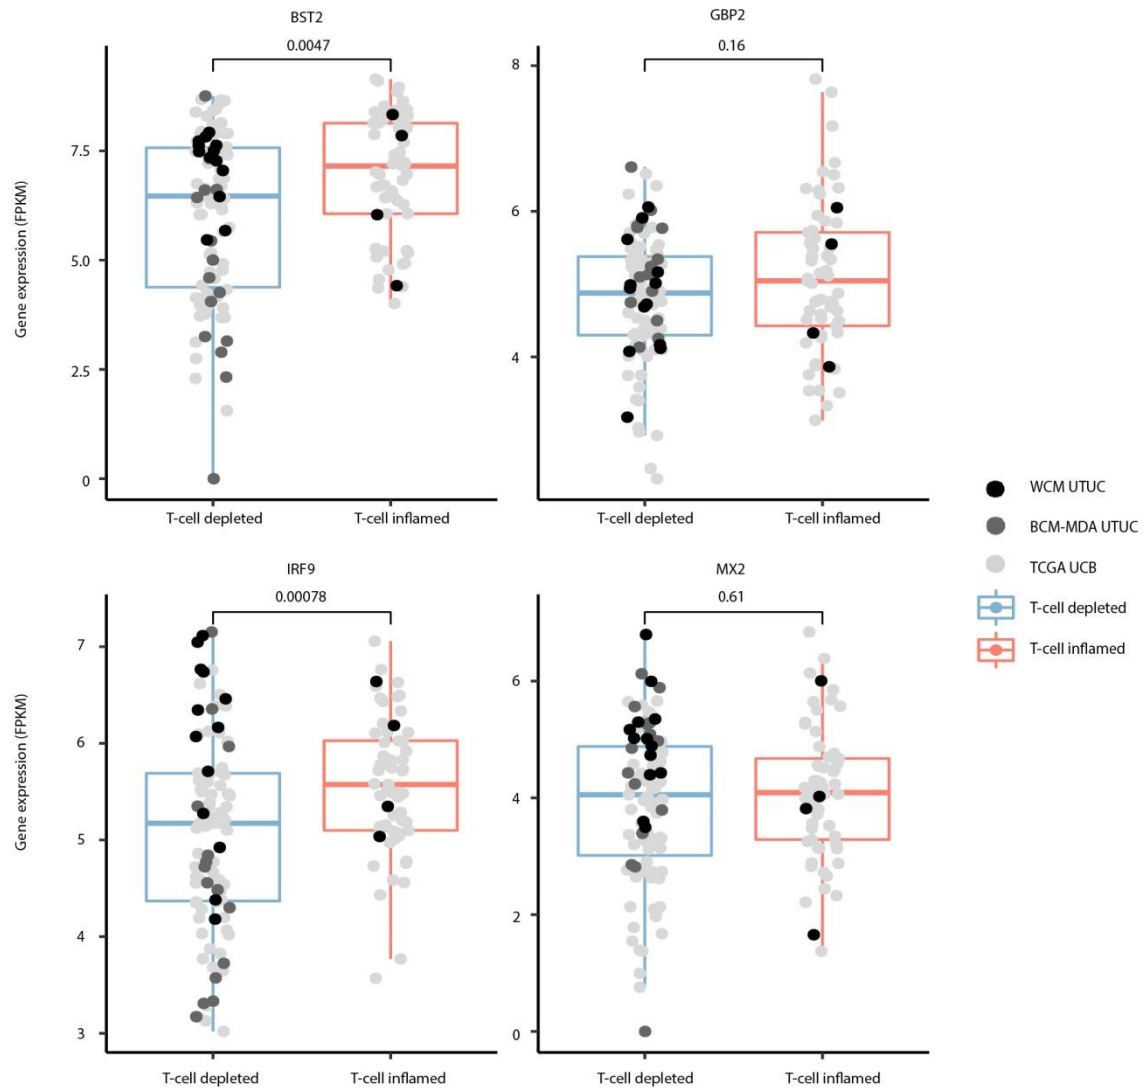 BST2
0.0047
7.5
5.0
2.5
0
Gene expression (FPKM)
T-cell depleted
T-cell inflamed
GBP2
0.16
8
6
4
T-cell depleted
T-cell inflamed
WCM UTUC
BCM-MDA UTUC
TCGA UCB
T-cell depleted
T-cell inflamed
IRF9
0.00078
7
6
5
4
3
Gene expression (FPKM)
T-cell depleted
T-cell inflamed
MX2
0.61
6
4
2
0
T-cell depleted
T-cell inflamed